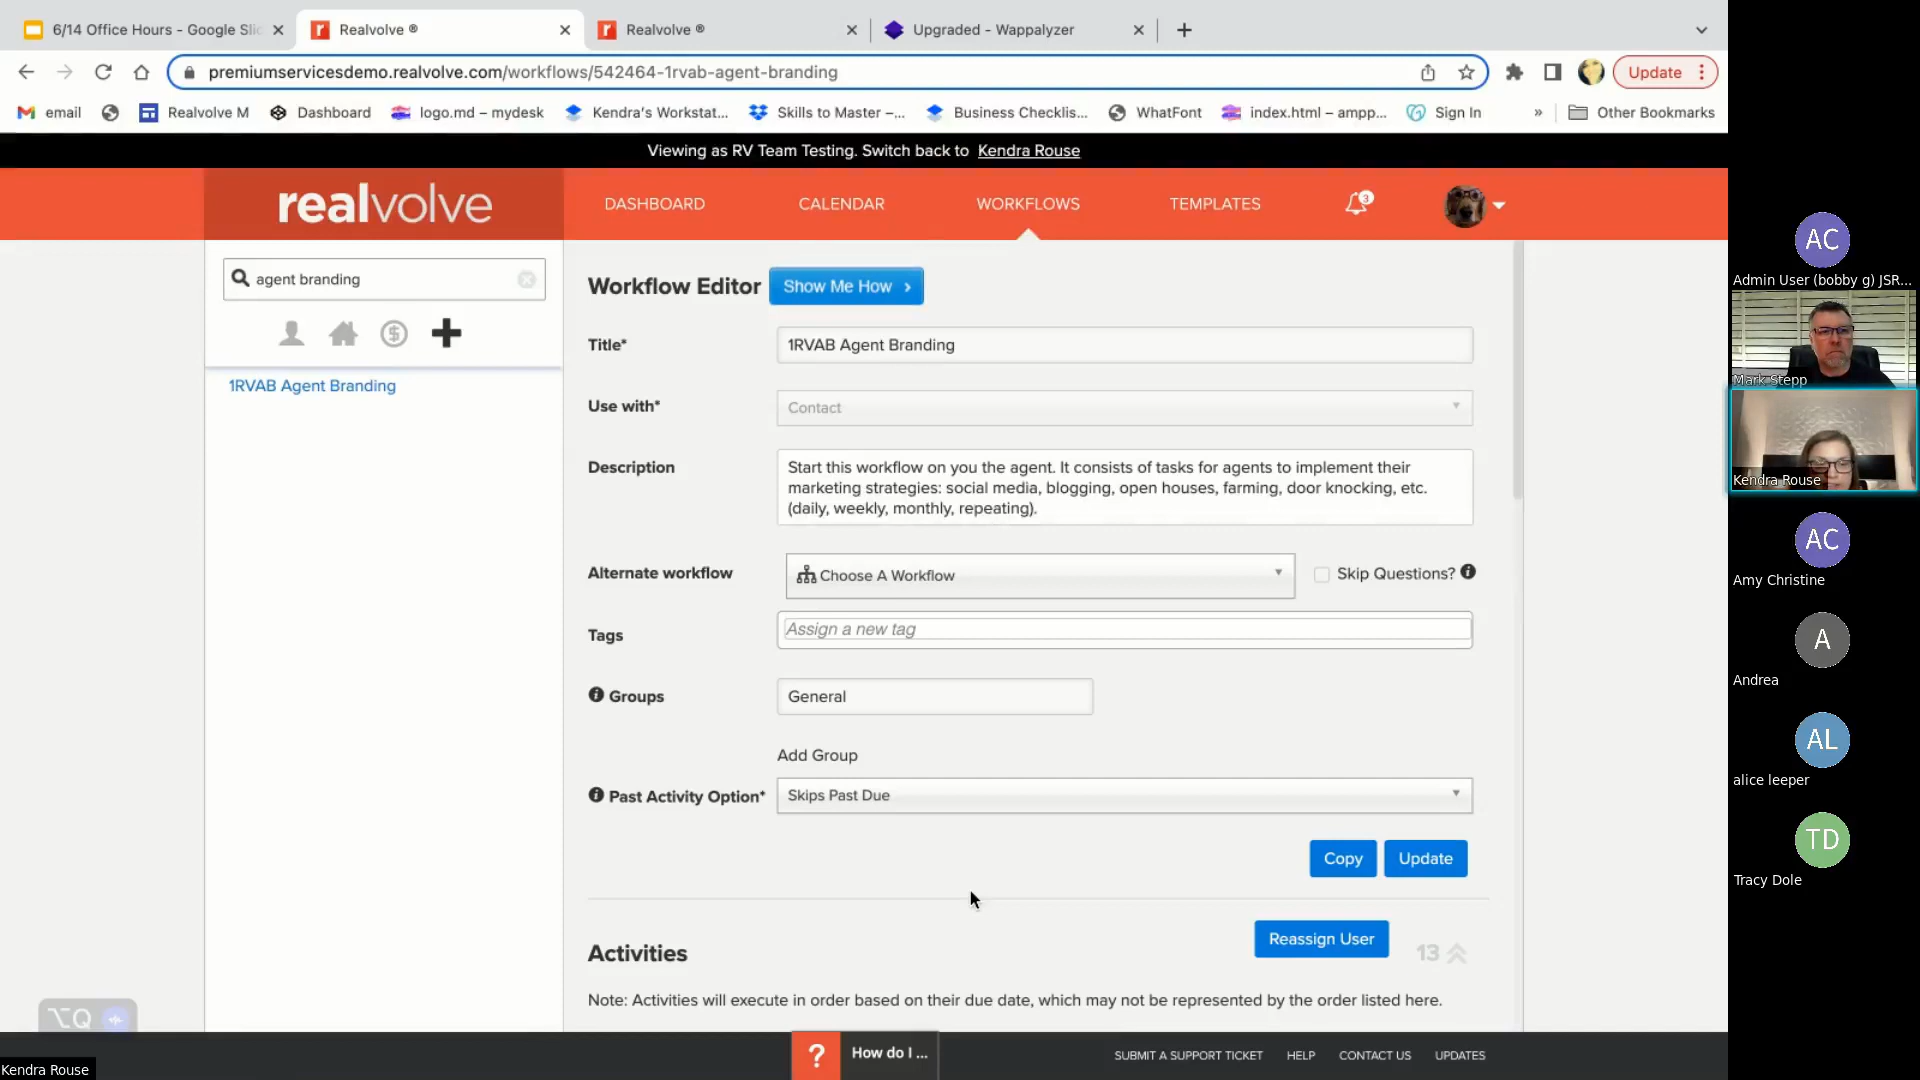 6/14 Office Hours - Google Slid
Realvolve ®
Realvolve ®
Upgraded - Wappalyzer
premiumservicesdemo.realvolve.com/workflows/542464-1rvab-agent-branding
Update
email
Realvolve M
Dashboard
logo.md – mydesk
Kendra's Workstat...
Skills to Master –...
Business Checklis...
WhatFont
index.html – ampp...
Sign In
»
Other Bookmarks
Viewing as RV Team Testing. Switch back to Kendra Rouse
realvolve
DASHBOARD
CALENDAR
WORKFLOWS
TEMPLATES
3
agent branding
1RVAB Agent Branding
Workflow Editor
Show Me How ›
Title*
1RVAB Agent Branding
Use with*
Contact
Description
Start this workflow on you the agent. It consists of tasks for agents to implement their
marketing strategies: social media, blogging, open houses, farming, door knocking, etc.
(daily, weekly, monthly, repeating).
Alternate workflow
Choose A Workflow
Skip Questions?
Tags
Assign a new tag
Groups
General
Add Group
Past Activity Option*
Skips Past Due
Copy
Update
Activities
Reassign User
13
Note: Activities will execute in order based on their due date, which may not be represented by the order listed here.
⌥Q
?
How do I ...
SUBMIT A SUPPORT TICKET
HELP
CONTACT US
UPDATES
Kendra Rouse
AC
Admin User (bobby g) JSR...
Mark Stepp
Kendra Rouse
AC
Amy Christine
A
Andrea
AL
alice leeper
TD
Tracy Dole